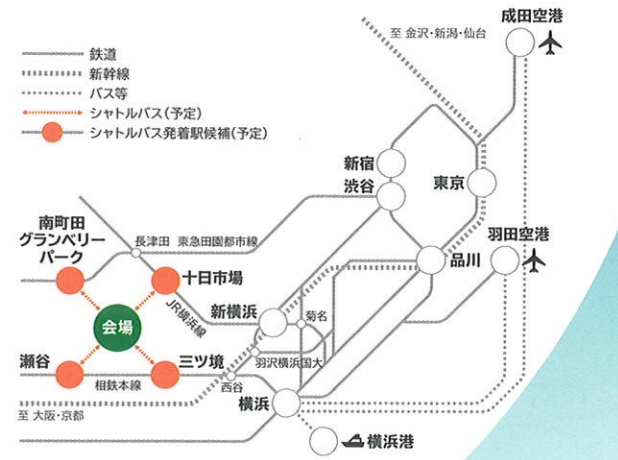 成田空港
至 金沢・新潟・仙台
鉄道
新幹線
バス等
シャトルバス(予定)
シャトルバス発着駅候補(予定)
新宿
渋谷
東京
南町田
グランベリー
パーク
長津田
東急田園都市線
羽田空港
品川
十日市場
JR横浜線
新横浜
菊名
会場
羽沢横浜国大
瀬谷
三ツ境
相鉄本線
西谷
至 大阪・京都
横浜
横浜港